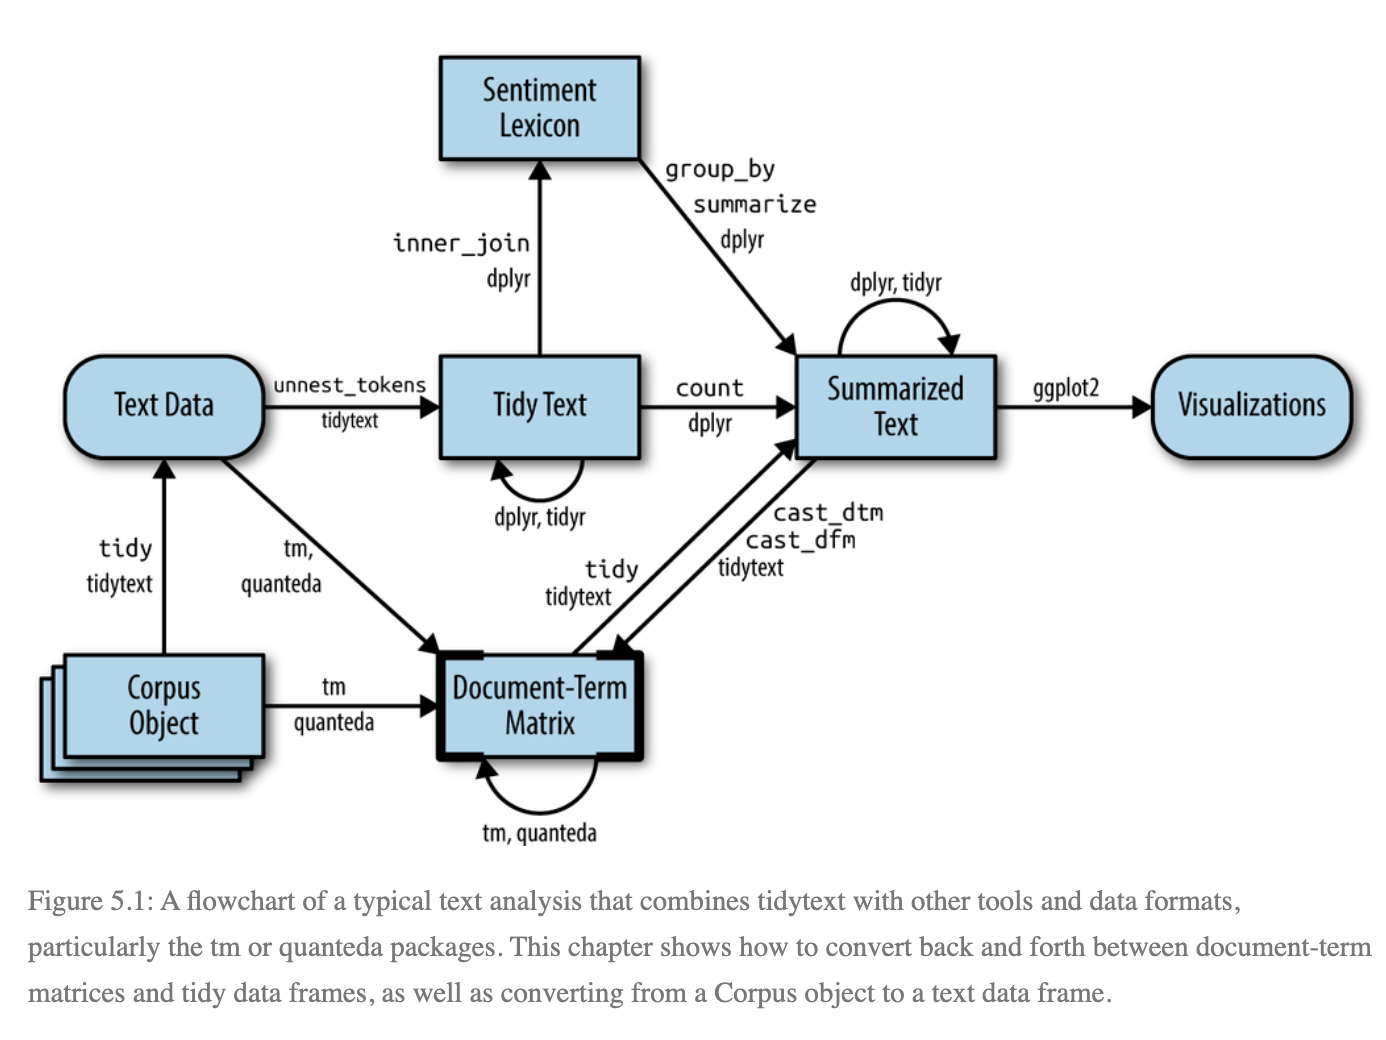 Sentiment
Lexicon
group_by
summarize
dplyr
inner_join
dplyr
dplyr, tidyr
Text Data
unnest_tokens
tidytext
Tidy Text
count
dplyr
Summarized
Text
ggplot2
Visualizations
dplyr, tidyr
cast_dtm
cast_dfm
tidytext
tidy
tidytext
tm,
quanteda
tidy
tidytext
Corpus
Object
tm
quanteda
Document-Term
Matrix
tm, quanteda
Figure 5.1: A flowchart of a typical text analysis that combines tidytext with other tools and data formats,
particularly the tm or quanteda packages. This chapter shows how to convert back and forth between document-term
matrices and tidy data frames, as well as converting from a Corpus object to a text data frame.